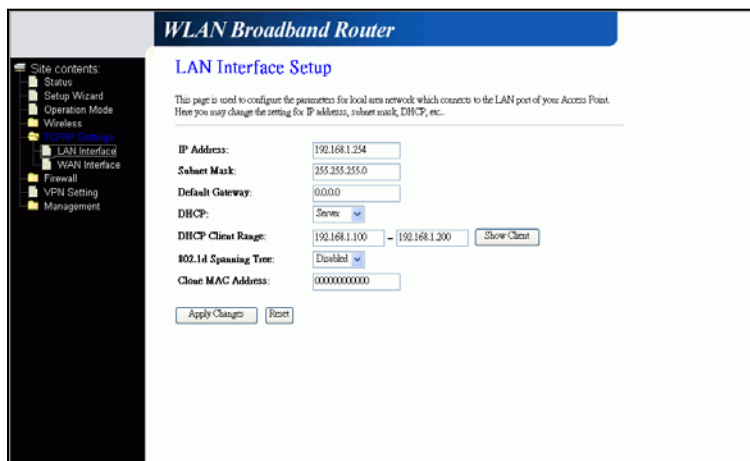 WLAN Broadband Router
Site contents:
Status
Setup Wizard
Operation Mode
Wireless
TCP/IP Settings
LAN Interface
WAN Interface
Firewall
VPN Setting
Management
LAN Interface Setup
This page is used to configure the parameters for local area network which connects to the LAN port of your Access Point.
Here you may change the setting for IP addresss, subnet mask, DHCP, etc..
IP Address: 192.168.1.254
Subnet Mask: 255.255.255.0
Default Gateway: 0.0.0.0
DHCP: Server
DHCP Client Range: 192.168.1.100 – 192.168.1.200 Show Client
802.1d Spanning Tree: Disabled
Clone MAC Address: 000000000000
Apply Changes Reset